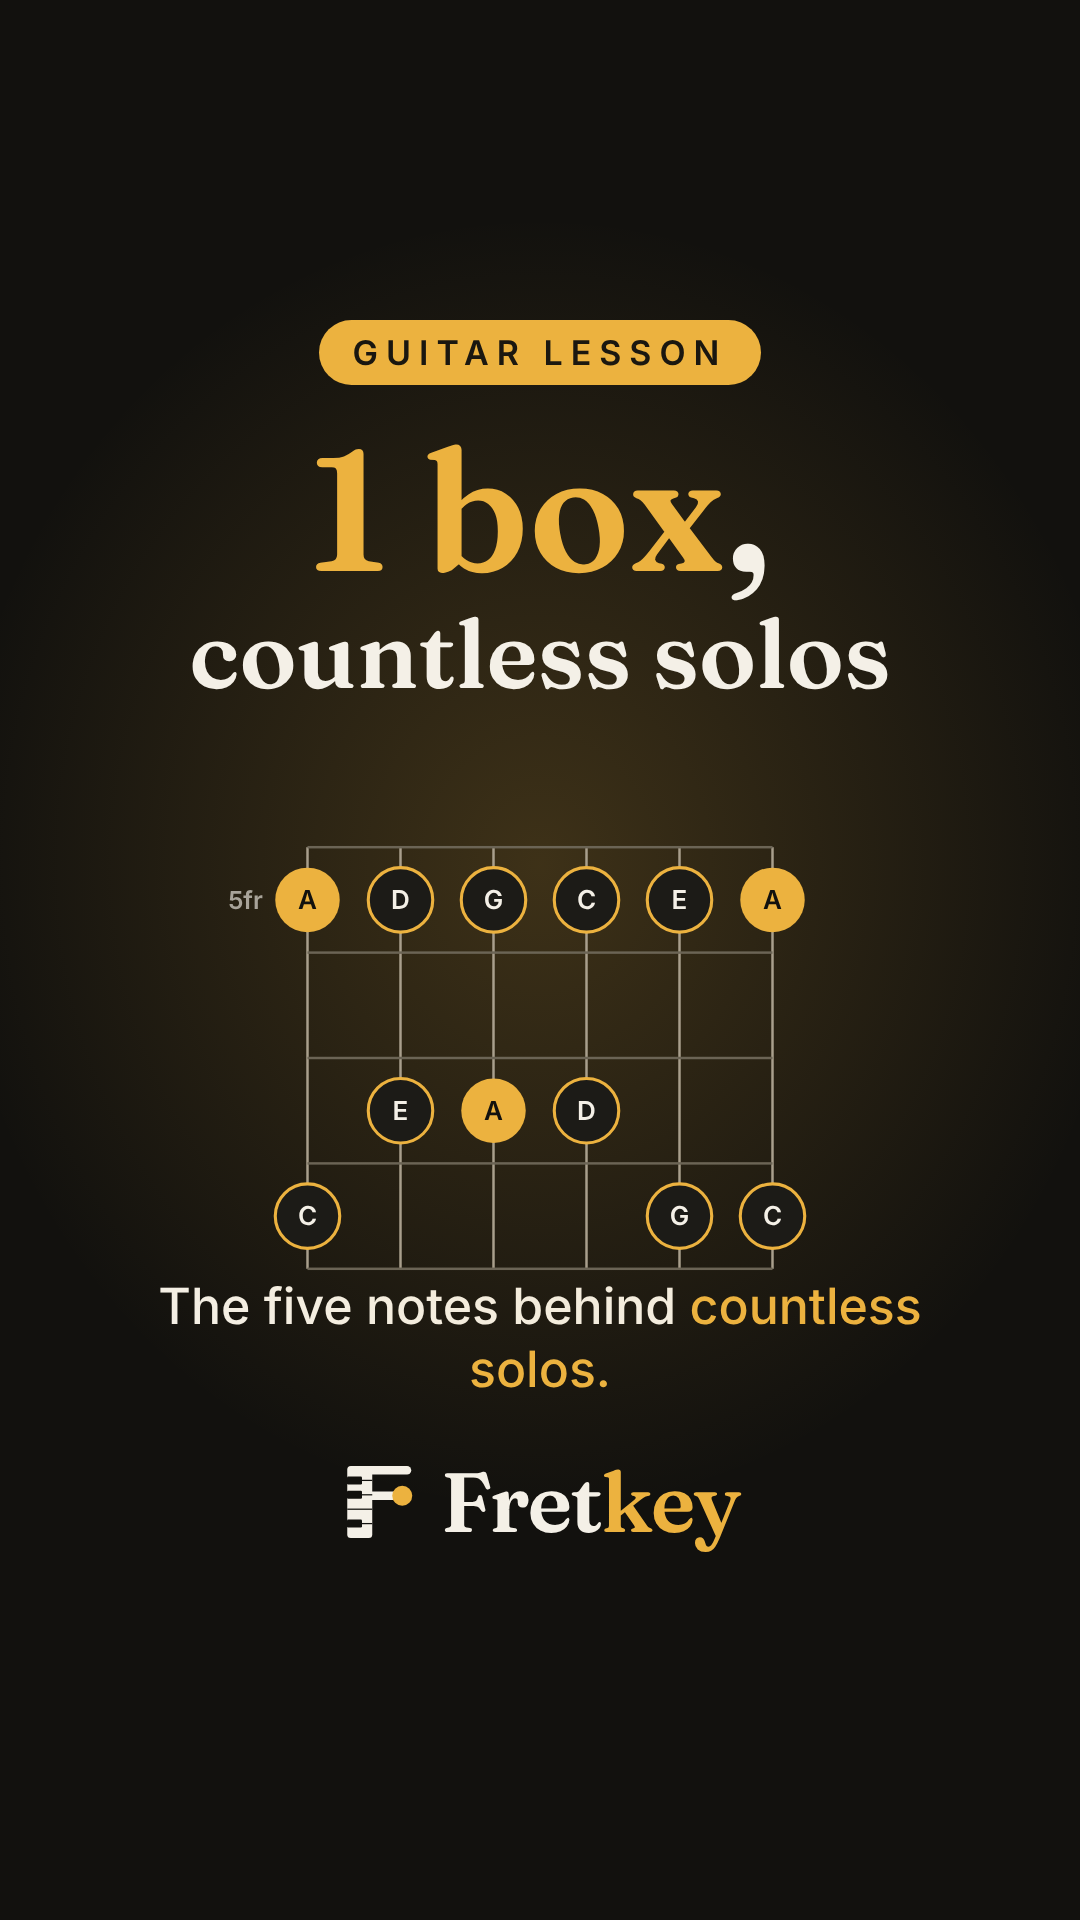 GUITAR LESSON
1 box,
countless solos
5fr A D G C E A
E A D
C G C
The five notes behind countless
solos.
Fretkey